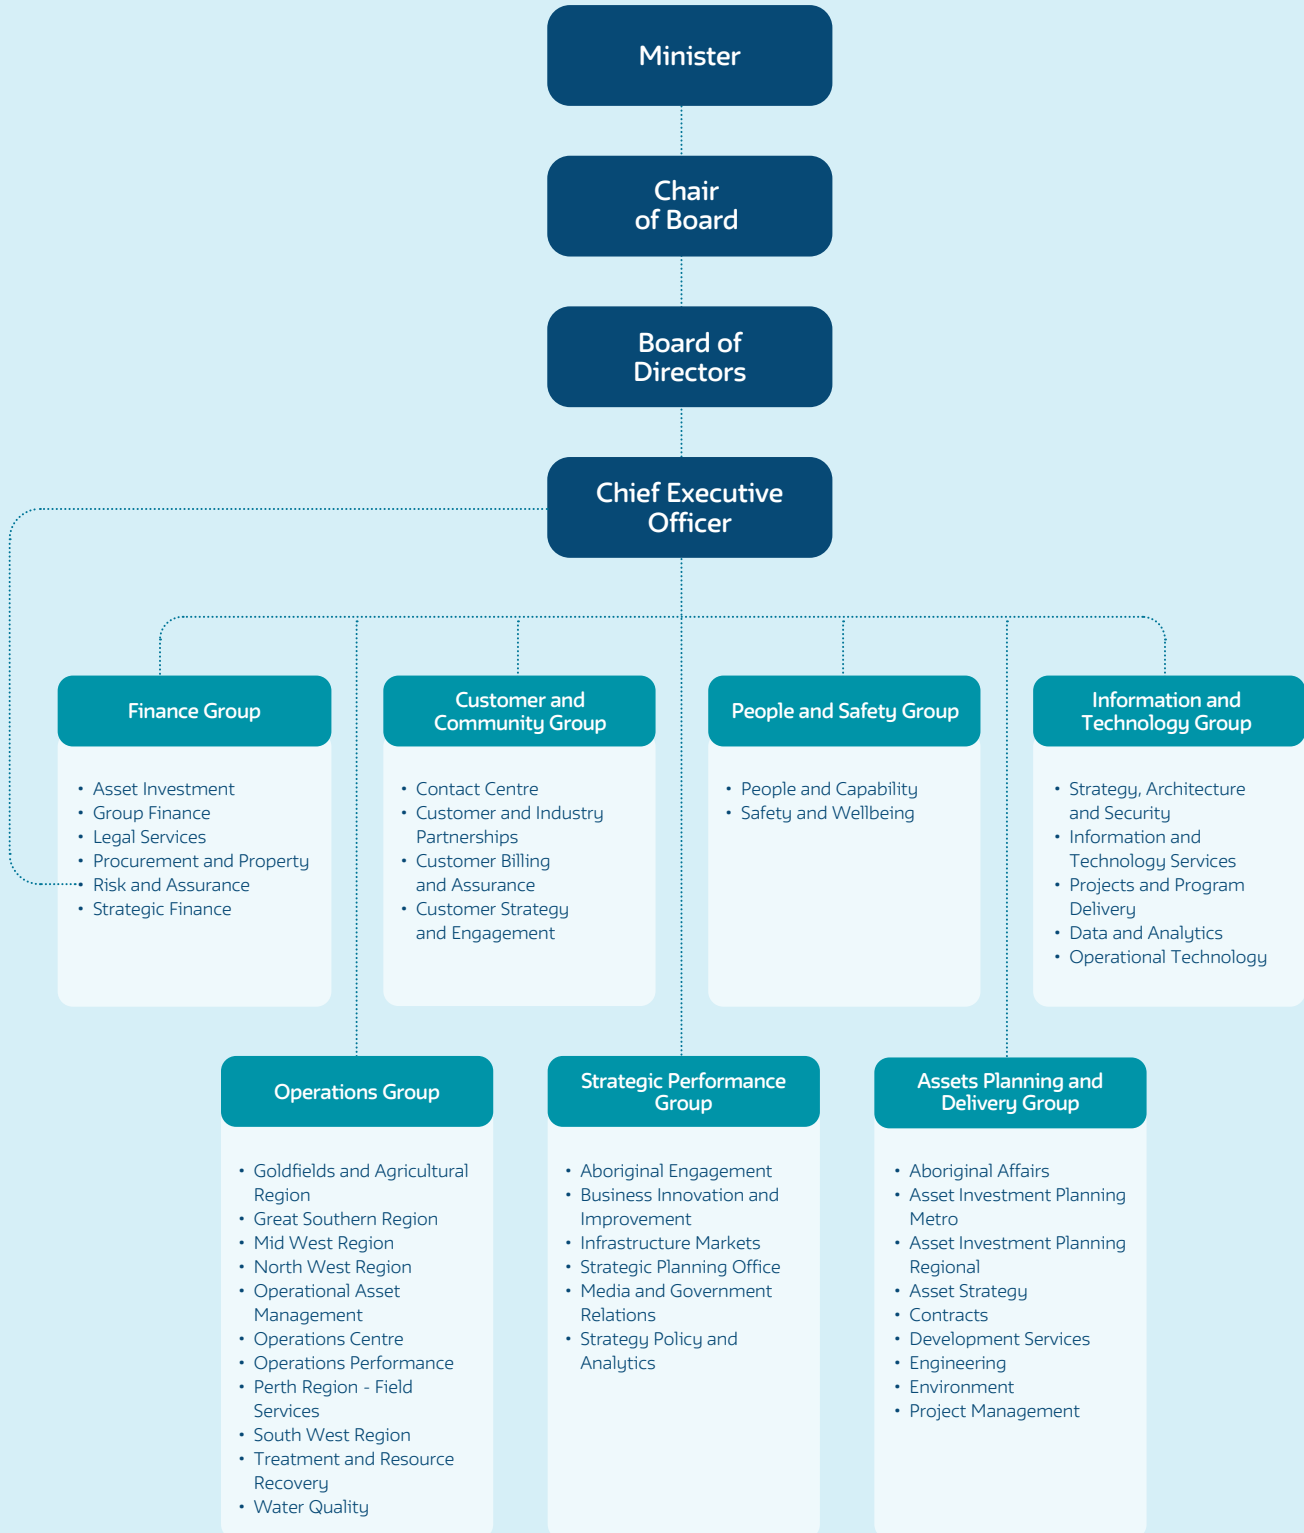 Minister
Chair
of Board
Board of
Directors
Chief Executive
Officer
Finance Group
• Asset Investment
• Group Finance
• Legal Services
• Procurement and Property
• Risk and Assurance
• Strategic Finance
Customer and
Community Group
• Contact Centre
• Customer and Industry
Partnerships
• Customer Billing
and Assurance
• Customer Strategy
and Engagement
People and Safety Group
• People and Capability
• Safety and Wellbeing
Information and
Technology Group
• Strategy, Architecture
and Security
• Information and
Technology Services
• Projects and Program
Delivery
• Data and Analytics
• Operational Technology
Operations Group
• Goldfields and Agricultural
Region
• Great Southern Region
• Mid West Region
• North West Region
• Operational Asset
Management
• Operations Centre
• Operations Performance
• Perth Region - Field
Services
• South West Region
• Treatment and Resource
Recovery
• Water Quality
Strategic Performance
Group
• Aboriginal Engagement
• Business Innovation and
Improvement
• Infrastructure Markets
• Strategic Planning Office
• Media and Government
Relations
• Strategy Policy and
Analytics
Assets Planning and
Delivery Group
• Aboriginal Affairs
• Asset Investment Planning
Metro
• Asset Investment Planning
Regional
• Asset Strategy
• Contracts
• Development Services
• Engineering
• Environment
• Project Management